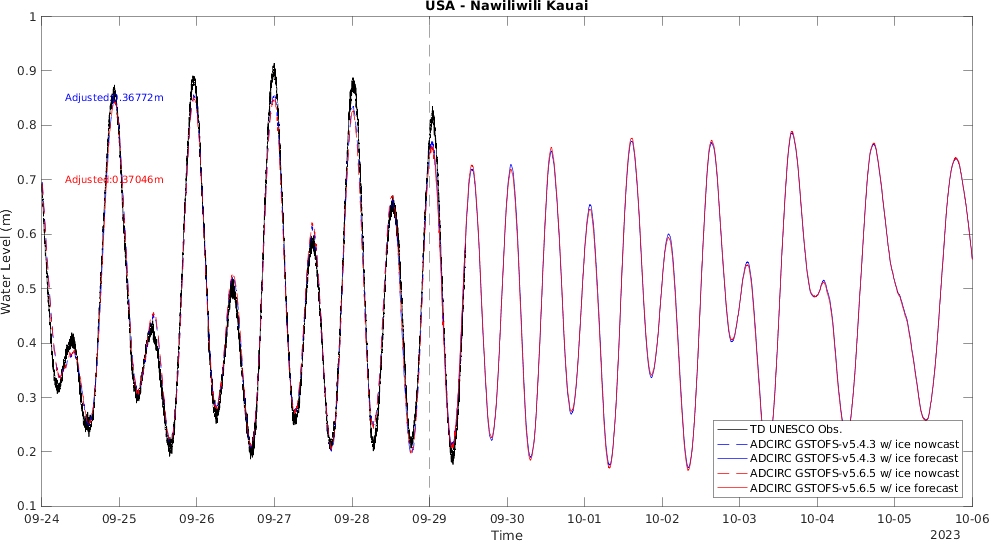 USA - Nawiliwili Kauai
Water Level (m)
1
0.9
0.8
0.7
0.6
0.5
0.4
0.3
0.2
0.1
Adjusted:0.36772m
Adjusted:0.37046m
TD UNESCO Obs.
ADCIRC GSTOFS-v5.4.3 w/ ice nowcast
ADCIRC GSTOFS-v5.4.3 w/ ice forecast
ADCIRC GSTOFS-v5.6.5 w/ ice nowcast
ADCIRC GSTOFS-v5.6.5 w/ ice forecast
09-24 09-25 09-26 09-27 09-28 09-29 09-30 10-01 10-02 10-03 10-04 10-05 10-06
Time
2023